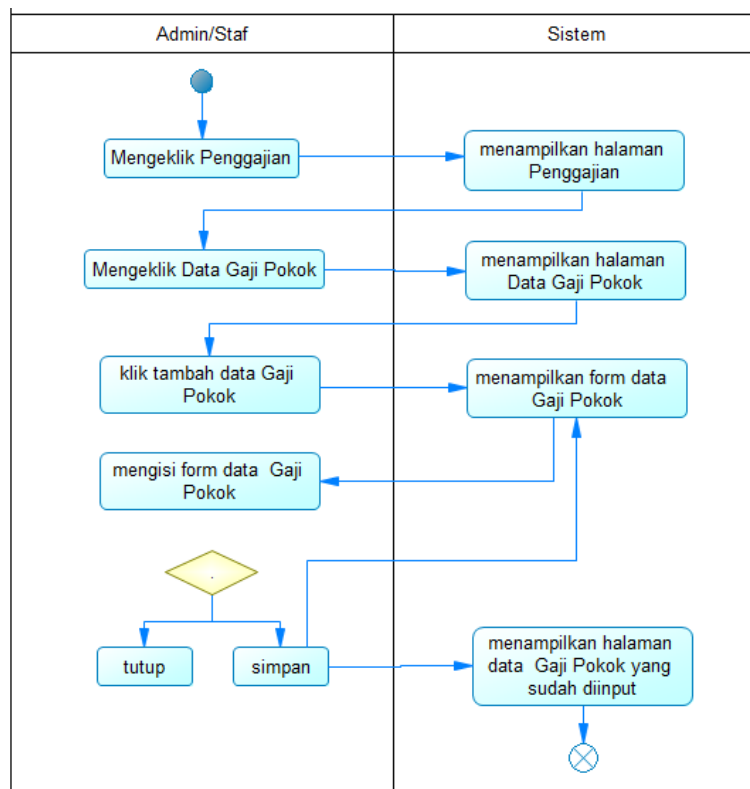 Admin/Staf
Sistem
Mengeklik Penggajian
menampilkan halaman
Penggajian
Mengeklik Data Gaji Pokok
menampilkan halaman
Data Gaji Pokok
klik tambah data Gaji
Pokok
menampilkan form data
Gaji Pokok
mengisi form data  Gaji
Pokok
.
tutup
simpan
menampilkan halaman
data  Gaji Pokok yang
sudah diinput